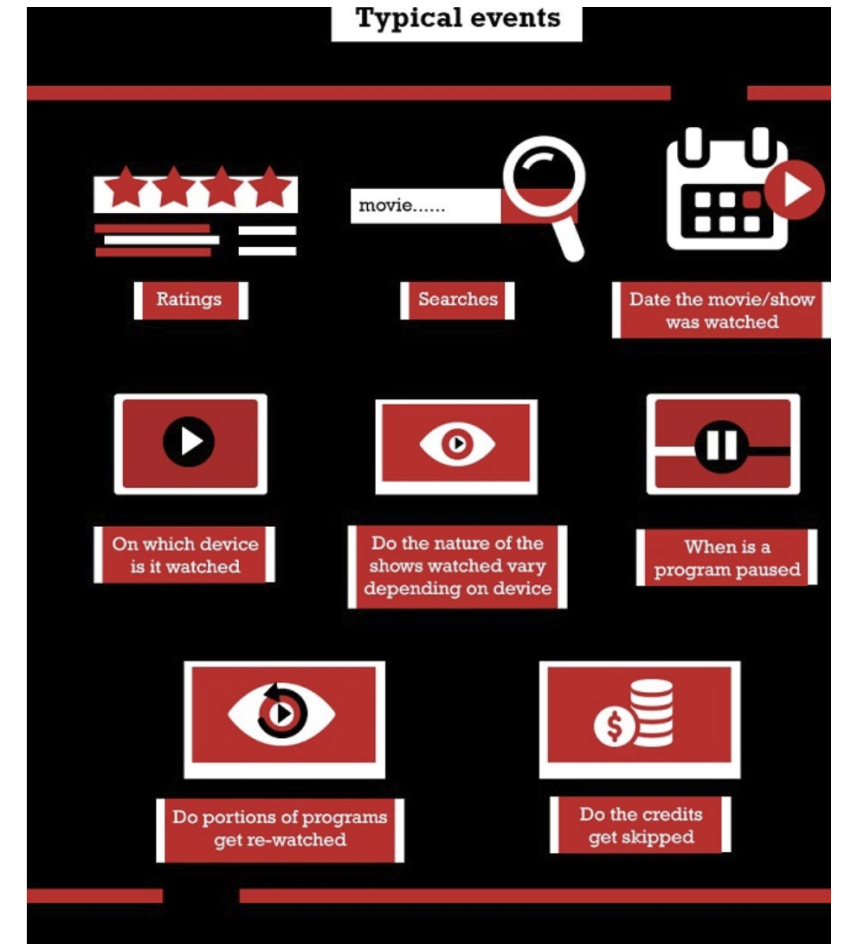 Typical events
movie......
Ratings
Searches
Date the movie/show
was watched
On which device
is it watched
Do the nature of the
shows watched vary
depending on device
When is a
program paused
Do portions of programs
get re-watched
$
Do the credits
get skipped